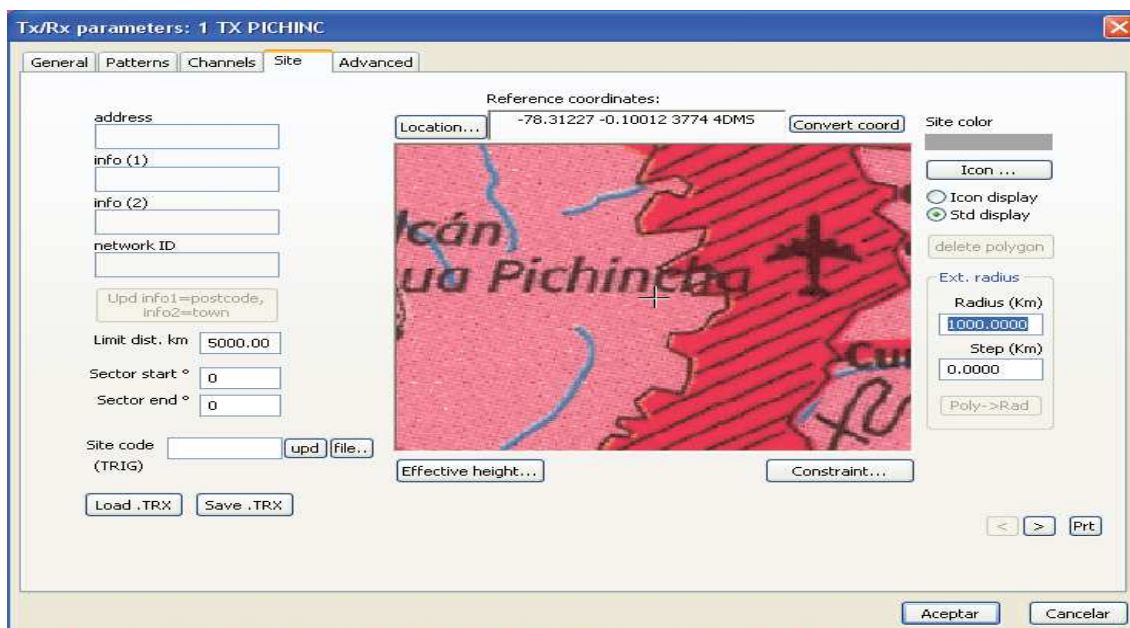 Tx/Rx parameters: 1 TX PICHINC
General Patterns Channels Site Advanced
Reference coordinates:
Location... -78.31227 -0.10012 3774 4DMS Convert coord
address
info (1)
info (2)
network ID
Upd info1=postcode,
info2=town
Limit dist. km 5000.00
Sector start º 0
Sector end º 0
Site code upd file..
(TRIG)
Load .TRX Save .TRX
lcán
ua Pichincha
Cu
Effective height... Constraint...
Site color
Icon ...
Icon display
Std display
delete polygon
Ext. radius
Radius (Km)
1000.0000
Step (Km)
0.0000
Poly->Rad
< > Prt
Aceptar Cancelar